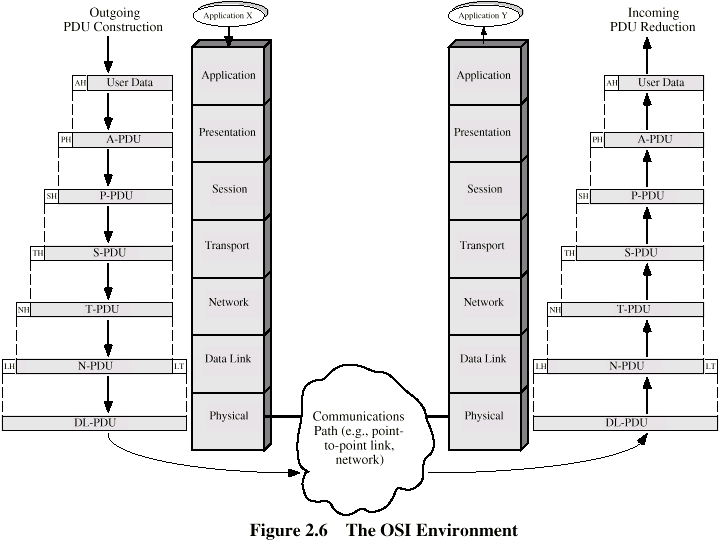 Outgoing
PDU Construction
AH User Data
PH A-PDU
SH P-PDU
TH S-PDU
NH T-PDU
LH N-PDU LT
DL-PDU
Application X
Application
Presentation
Session
Transport
Network
Data Link
Physical
Communications
Path (e.g., point-
to-point link,
network)
Application Y
Application
Presentation
Session
Transport
Network
Data Link
Physical
Incoming
PDU Reduction
AH User Data
PH A-PDU
SH P-PDU
TH S-PDU
NH T-PDU
LH N-PDU LT
DL-PDU
Figure 2.6 The OSI Environment